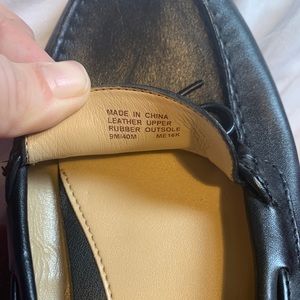 MADE IN CHINA
LEATHER UPPER
RUBBER OUTSOLE
9M/40M ME16K